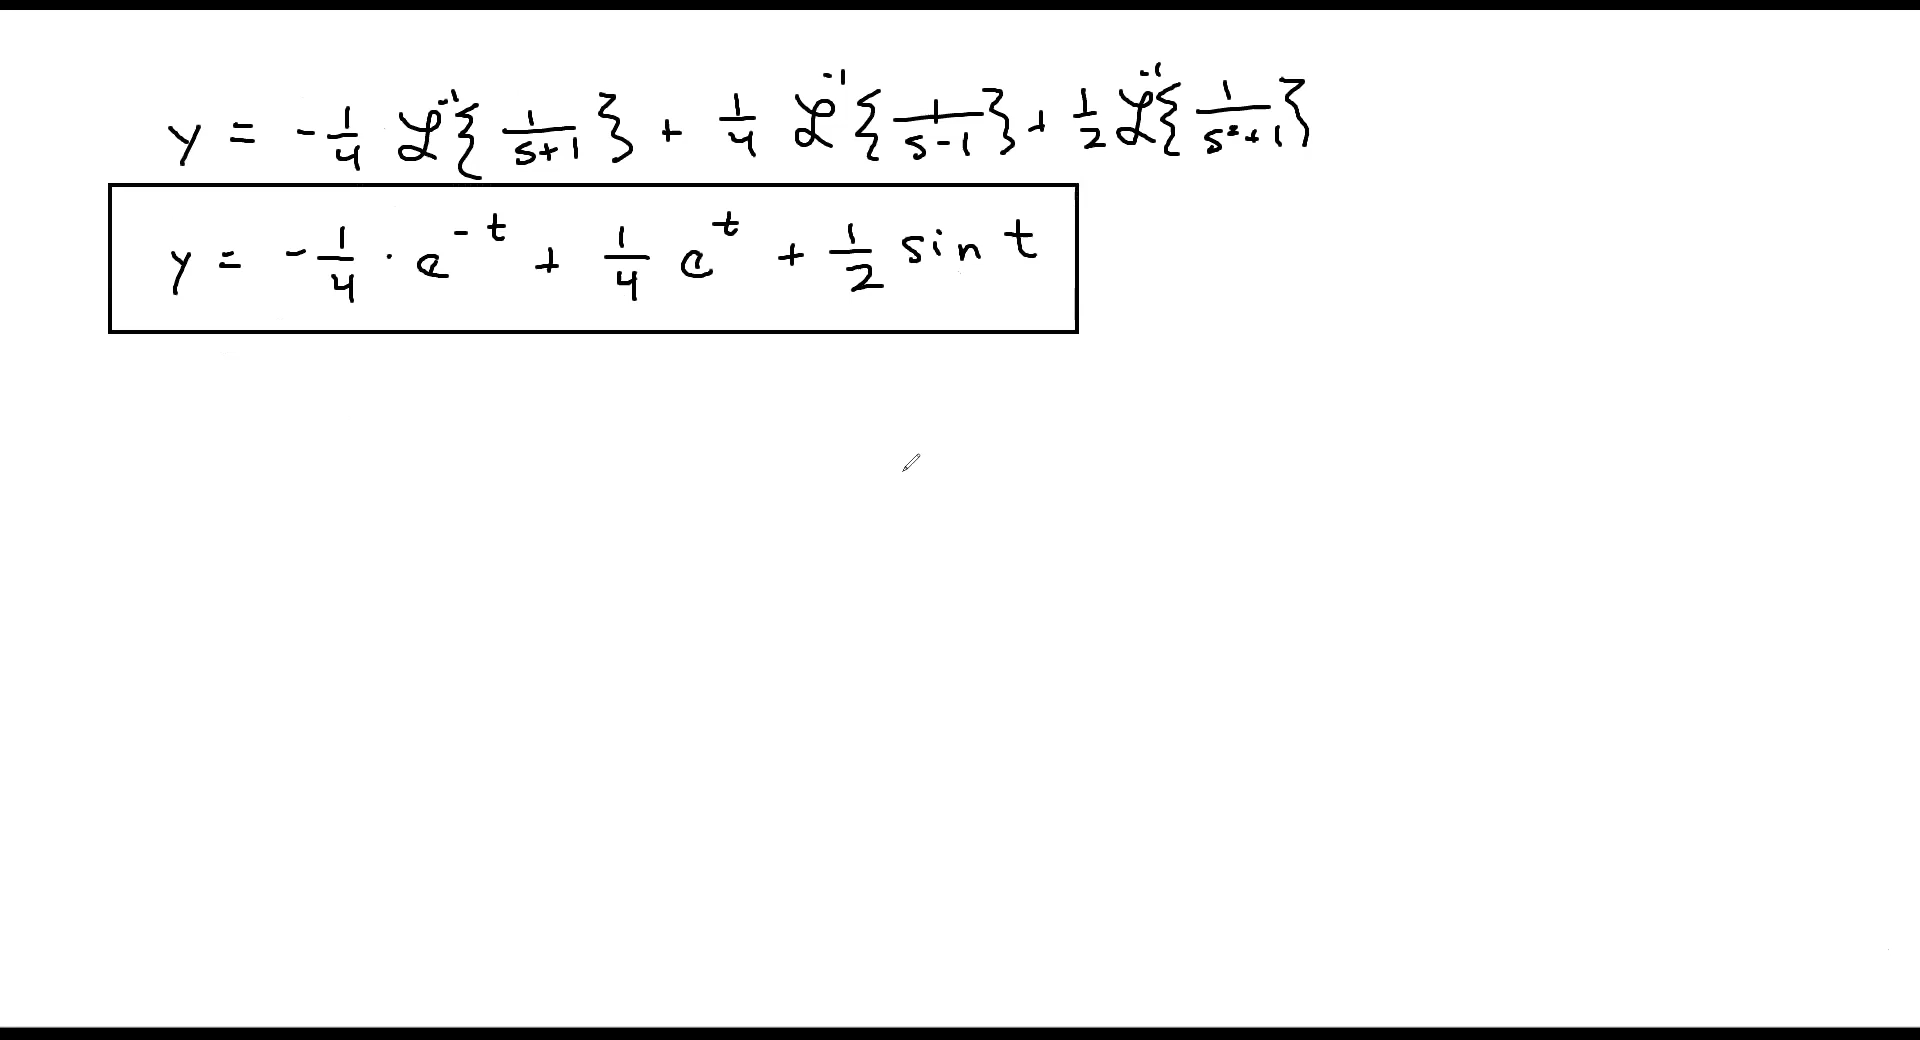 y = -1/4 ℒ⁻¹{1/(s+1)} + 1/4 ℒ⁻¹{1/(s-1)} + 1/2 ℒ⁻¹{1/(s²+1)}
y = -1/4 · e^(-t) + 1/4 e^t + 1/2 sin t